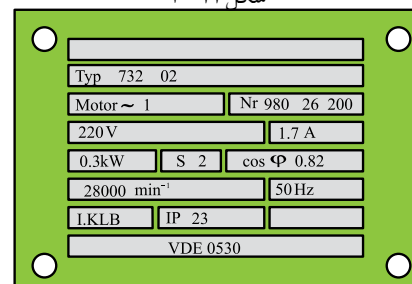 Typ 732 02
Motor ~ 1 Nr 980 26 200
220V 1.7 A
0.3kW S 2 cos φ 0.82
28000 min⁻¹ 50Hz
I.KLB IP 23
VDE 0530